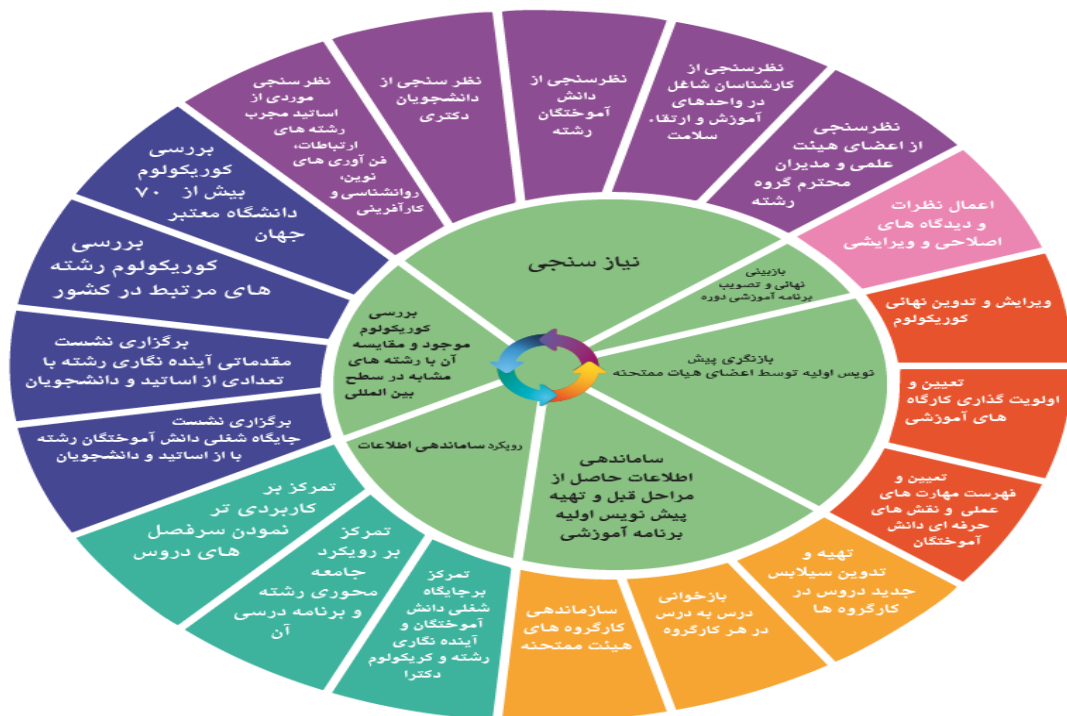 نظرسنجی از
اعضای هیئت
علمی و مدیران
محترم گروه
رشته
نظرسنجی از
کارشناسان شاغل
در واحدهای
آموزش و ارتقاء
سلامت
نظرسنجی از
دانش
آموختگان
رشته
نظر سنجی از
دانشجویان
دکتری
نظر سنجی
موردی از
اساتید مجرب
رشته های
ارتباطات،
فن آوری های
نوین،
روانشناسی و
کارآفرینی
بررسی
کوریکولوم
بیش از ۷۰
دانشگاه معتبر
جهان
بررسی
کوریکولوم رشته
های مرتبط در کشور
برگزاری نشست
مقدماتی آینده نگاری رشته با
تعدادی از اساتید و دانشجویان
برگزاری نشست
جایگاه شغلی دانش آموختگان رشته
با از اساتید و دانشجویان
تمرکز بر
کاربردی تر
نمودن سرفصل
های دروس
تمرکز
بر رویکرد
جامعه
محوری رشته
و برنامه درسی
آن
تمرکز
برجایگاه
شغلی دانش
آموختگان و
آینده نگاری
رشته و کریکولوم
دکترا
سازماندهی
کارگروه های
هیئت ممتحنه
بازخوانی
درس به درس
در هر کارگروه
تهیه و
تدوین سیلابس
جدید دروس در
کارگروه ها
تعیین و
فهرست مهارت های
عملی و نقش های
حرفه ای دانش
آموختگان
تعیین و
اولویت گذاری کارگاه
های آموزشی
ویرایش و تدوین نهائی
کوریکولوم
اعمال نظرات
و دیدگاه های
اصلاحی و ویرایشی
نیاز سنجی
بررسی
کوریکولوم
موجود و مقایسه
آن با رشته های
مشابه در سطح
بین المللی
رویکرد ساماندهی اطلاعات
ساماندهی
اطلاعات حاصل از
مراحل قبل و تهیه
پیش نویس اولیه
برنامه آموزشی
بازنگری پیش
نویس اولیه توسط اعضای هیات ممتحنه
بازبینی
نهائی و تصویب
برنامه آموزشی دوره